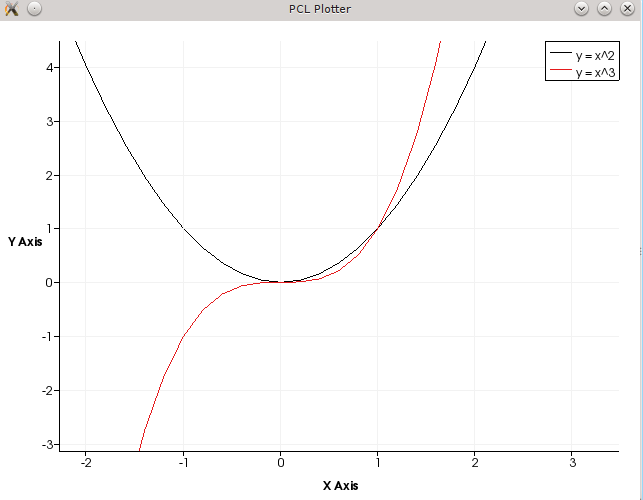 PCL Plotter
y = x^2
y = x^3
4
3
2
1
Y Axis
0
-1
-2
-3
-2
-1
0
1
2
3
X Axis